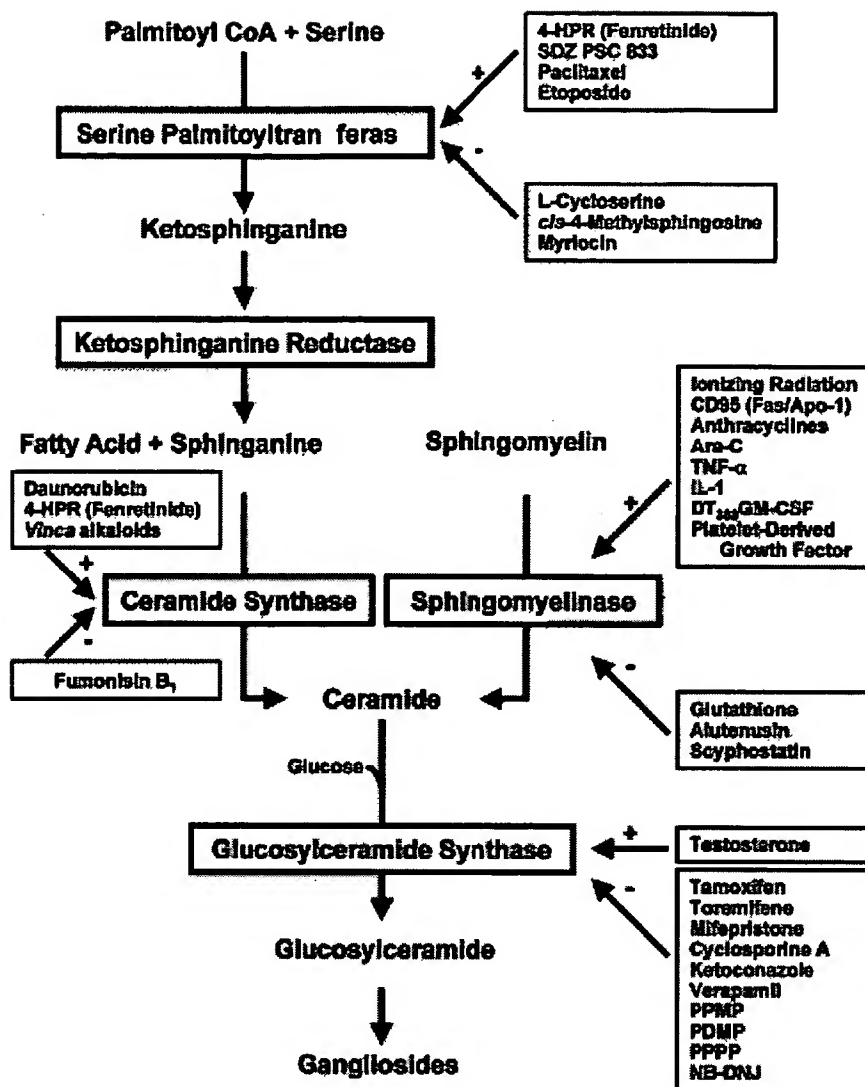 Palmitoyl CoA + Serine
4-HPR (Fenretinide)
SDZ PSC 833
Paclitaxel
Etoposido
+
Serine Palmitoyltran feras
-
L-Cycloserine
cis-4-Methylsphingosine
Myriocin
Ketosphinganine
Ketosphinganine Reductase
Fatty Acid + Sphinganine
Sphingomyelin
Ionizing Radiation
CD95 (Fas/Apo-1)
Anthracyclines
Ara-C
TNF-α
IL-1
DT₃₈₈GM-CSF
Platelet-Derived
Growth Factor
+
Daunorubicin
4-HPR (Fenretinide)
Vinca alkaloids
+
Ceramide Synthase
Sphingomyelinase
-
Fumonisin B₁
-
Glutathione
Alutenusin
Scyphostatin
Ceramide
Glucose
Glucosylceramide Synthase
+
Testosterone
-
Tamoxifen
Toremifene
Mifepristone
Cyclosporine A
Ketoconazole
Verapamil
PPMP
PDMP
PPPP
NB-DNJ
Glucosylceramide
Gangliosides